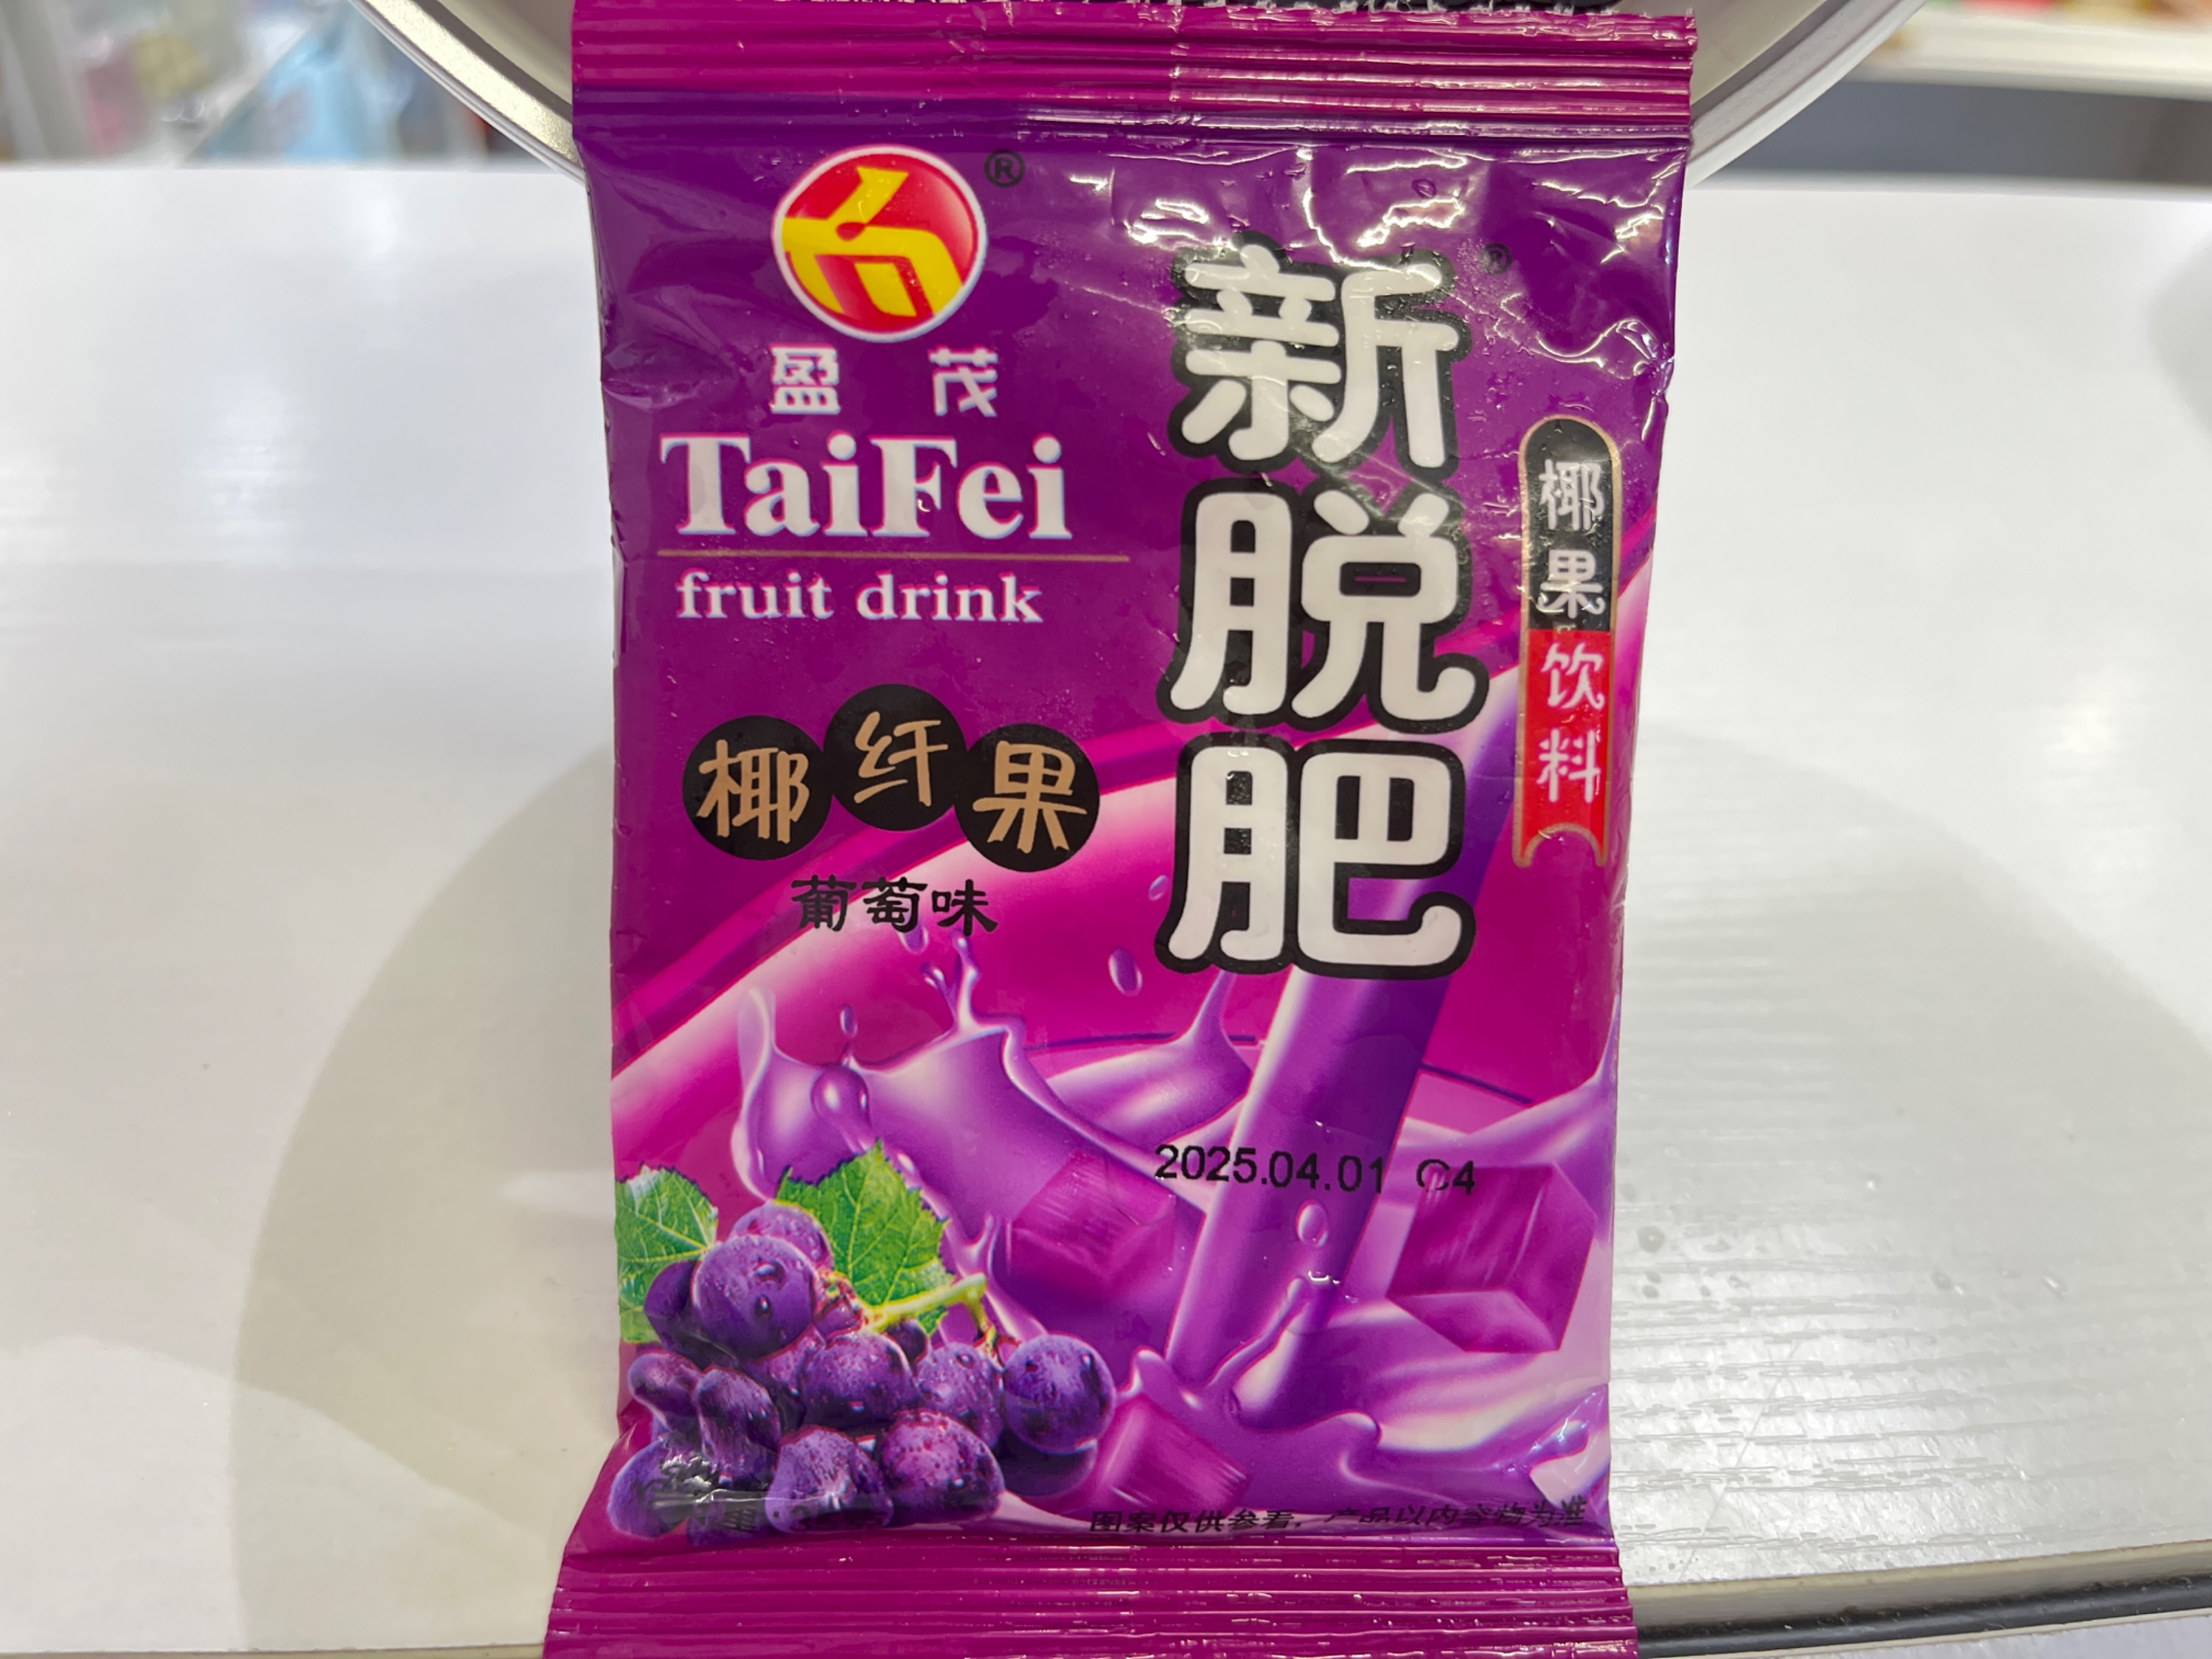 ®
盈茂
TaiFei
fruit drink
椰纤果
葡萄味
新脱肥
®
椰果饮料
2025.04.01 C4
图案仅供参看，产品以内容物为准